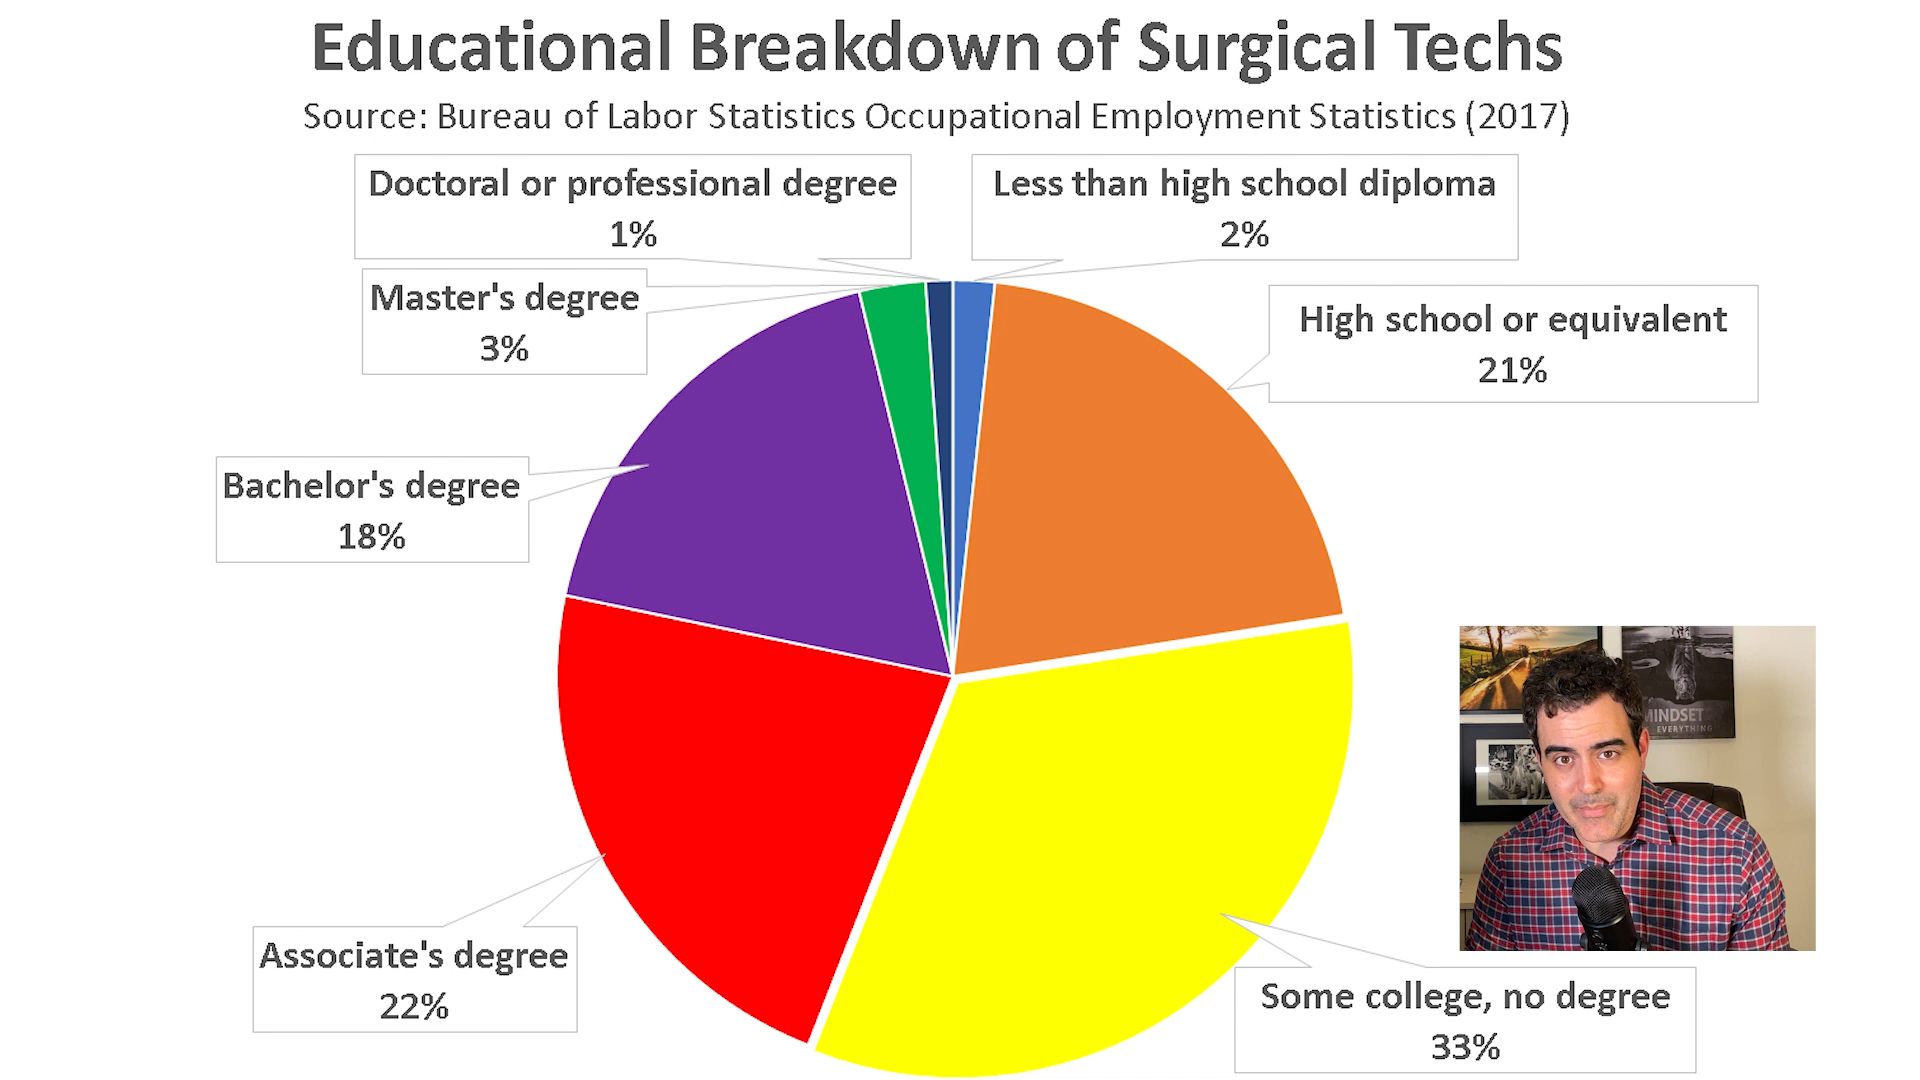 Educational Breakdown of Surgical Techs
Source: Bureau of Labor Statistics Occupational Employment Statistics (2017)
Doctoral or professional degree
1%
Less than high school diploma
2%
Master's degree
3%
High school or equivalent
21%
Bachelor's degree
18%
MINDSET
EVERYTHING
Associate's degree
22%
Some college, no degree
33%